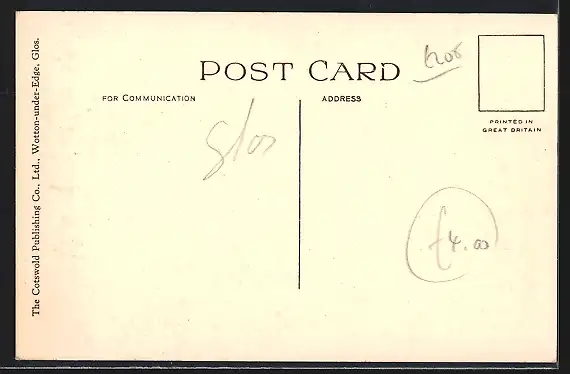 The Cotswold Publishing Co., Ltd., Wotton-under-Edge, Glos.
POST CARD
FOR COMMUNICATION
ADDRESS
PRINTED IN
GREAT BRITAIN
Glos
£4.00